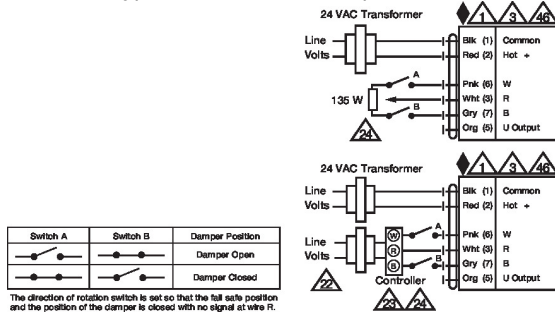 24 VAC Transformer
1 3 46
Line
Volts
Blk (1) Common
Red (2) Hot +
A
Pnk (6) W
135 W
Wht (3) R
B
Gry (7) B
Org (5) U Output
24
24 VAC Transformer
1 3 46
Line
Volts
Blk (1) Common
Red (2) Hot +
Line
Volts
W
A
Pnk (6) W
R
Wht (3) R
B
B
Gry (7) B
Org (5) U Output
22
Controller
23 24
Switch A Switch B Damper Position
Damper Open
Damper Closed
The direction of rotation switch is set so that the fail safe position
and the position of the damper is closed with no signal at wire R.